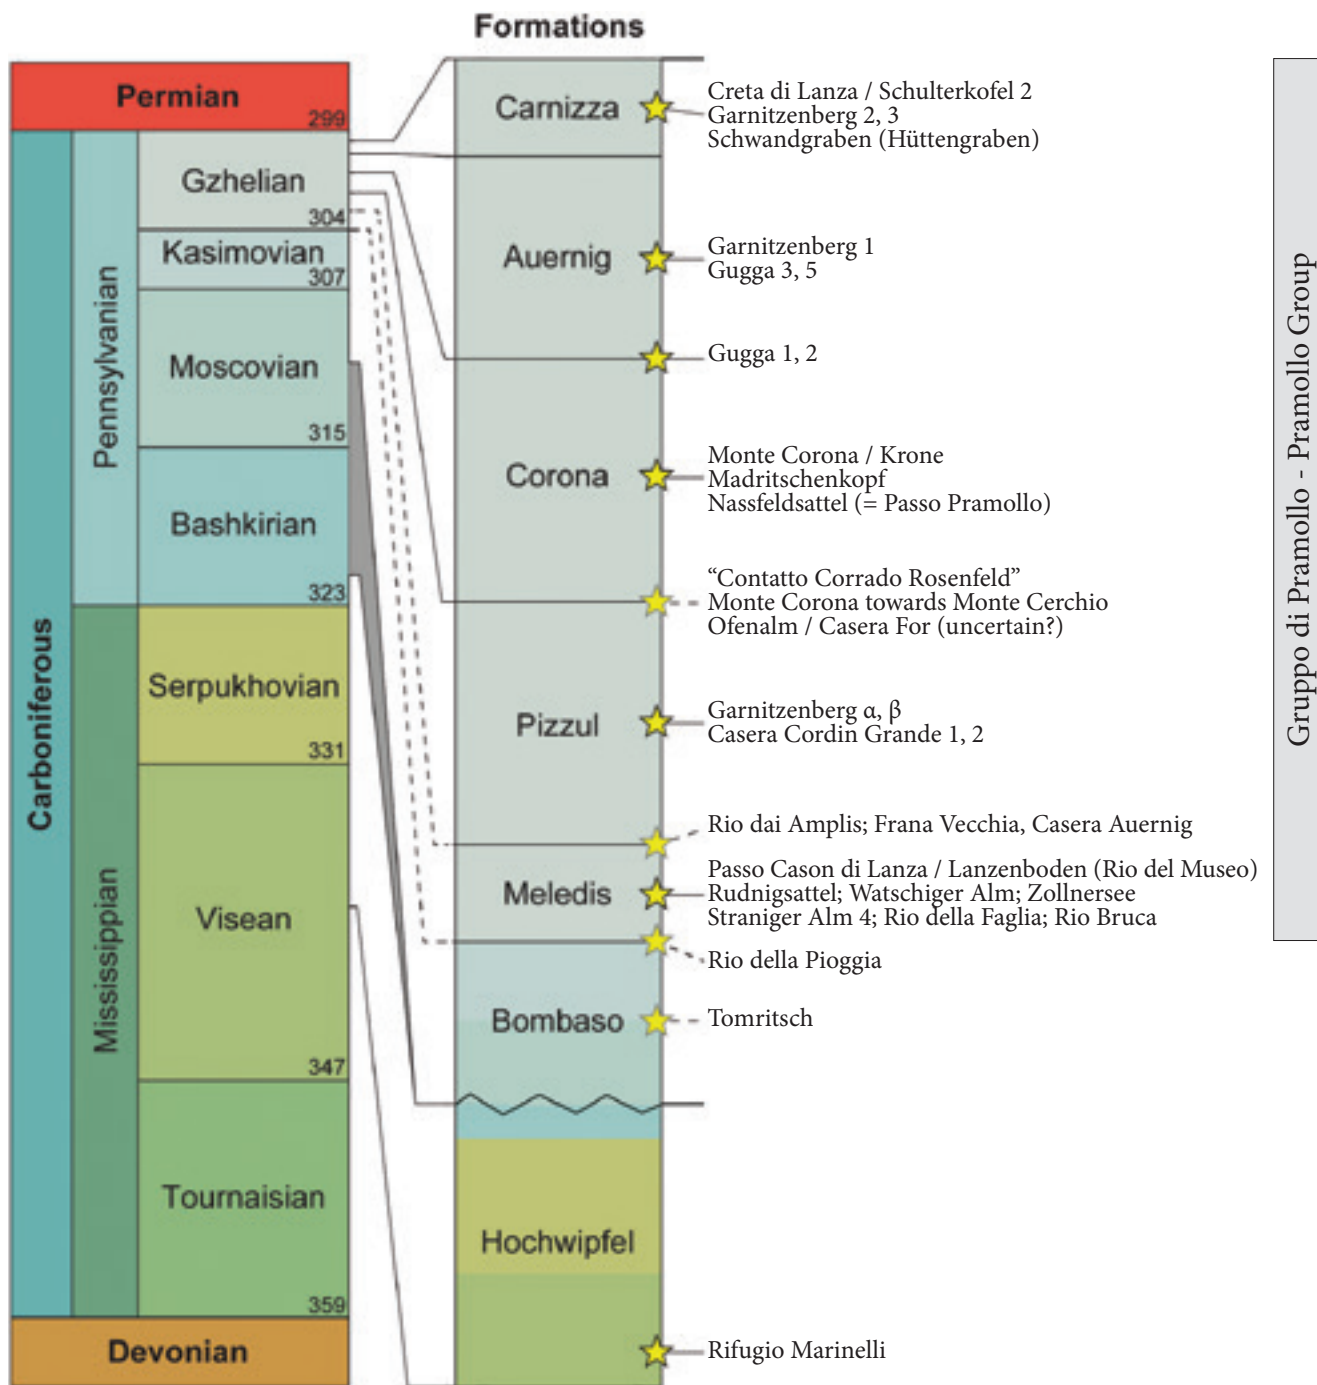 Formations
Permian
299
Carboniferous
Pennsylvanian
Gzhelian
304
Kasimovian
307
Moscovian
315
Bashkirian
323
Mississippian
Serpukhovian
331
Visean
347
Tournaisian
359
Devonian
Carnizza
Creta di Lanza / Schulterkofel 2
Garnitzenberg 2, 3
Schwandgraben (Hüttengraben)
Auernig
Garnitzenberg 1
Gugga 3, 5
Gugga 1, 2
Corona
Monte Corona / Krone
Madritschenkopf
Nassfeldsattel (= Passo Pramollo)
“Contatto Corrado Rosenfeld”
Monte Corona towards Monte Cerchio
Ofenalm / Casera For (uncertain?)
Pizzul
Garnitzenberg α, β
Casera Cordin Grande 1, 2
Rio dai Amplis; Frana Vecchia, Casera Auernig
Meledis
Passo Cason di Lanza / Lanzenboden (Rio del Museo)
Rudnigsattel; Watschiger Alm; Zollnersee
Straniger Alm 4; Rio della Faglia; Rio Bruca
Rio della Pioggia
Bombaso
Tomritsch
Hochwipfel
Rifugio Marinelli
Gruppo di Pramollo - Pramollo Group